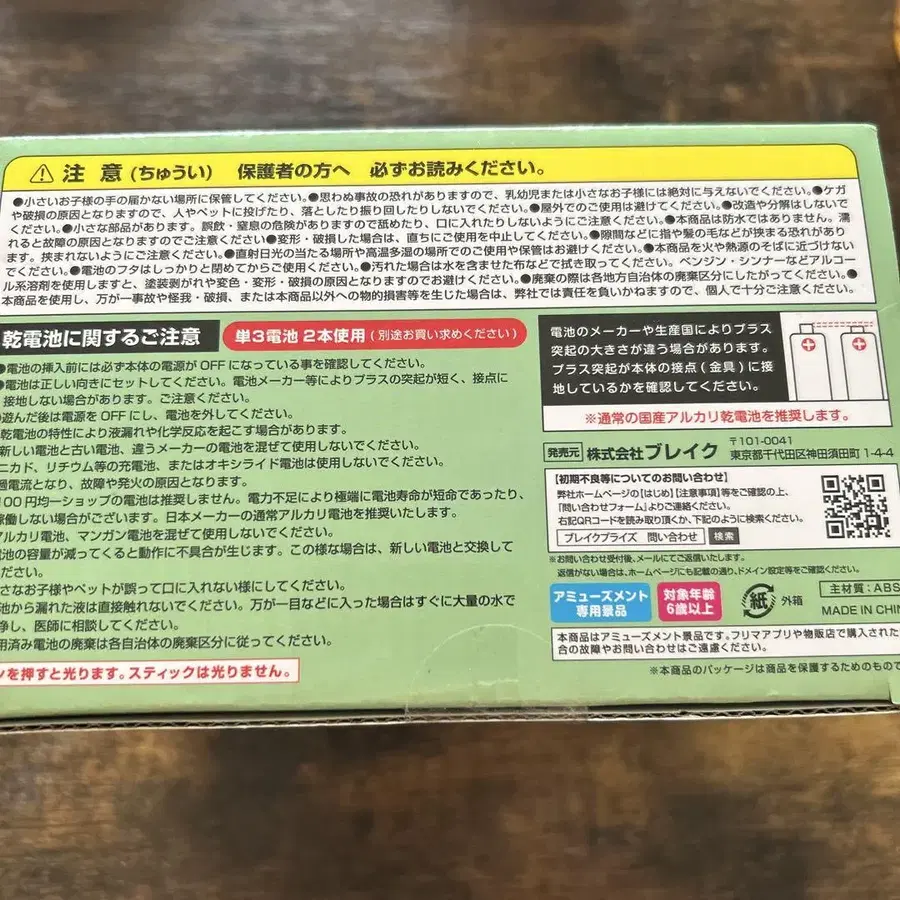 注 意 (ちゅうい) 保護者の方へ 必ずお読みください。
●小さいお子様の手の届かない場所に保管してください。●思わぬ事故の恐れがありますので、乳幼児または小さなお子様には絶対に与えないでください。●ケガ
や破損の原因となりますので、人やペットに投げたり、落としたり振り回したりしないでください。●屋外でのご使用は避けてください。●改造や分解はしないで
ください。●小さな部品があります。誤飲・窒息の危険がありますので舐めたり、口に入れたりしないようにご注意ください。●本商品は防水ではありません。濡
れると故障の原因となりますのでご注意ください●変形・破損した場合は、直ちにご使用を中止してください。●隙間などに指や髪の毛などが挟まる恐れがあり
ます。挟まれないようにご注意ください。●直射日光の当たる場所や高温多湿の場所でのご使用や保管はお避けください。●本商品を火や熱源のそばに近づけない
でください。●電池のフタはしっかりと閉めてからご使用ください。●汚れた場合は水を含ませた布などで拭き取ってください。ベンジン・シンナーなどアルコー
ル系溶剤を使用しますと、塗装剥がれや変色・変形・破損の原因となりますのでお避けください。●廃棄の際は各地方自治体の廃棄区分にしたがってください。●
本商品を使用し、万が一事故や怪我・破損、または本商品以外への物的損害等を生じた場合は、弊社では責任を負いかねますので、個人で十分ご注意ください。
乾電池に関するご注意 単3電池 2本使用 (別途お買い求めください)
●電池の挿入前には必ず本体の電源が OFF になっている事を確認してください。
●電池は正しい向きにセットしてください。電池メーカー等によりプラスの突起が短く、接点に
接地しない場合があります。ご注意ください。
遊んだ後は電源を OFF にし、電池を外してください。
乾電池の特性により液漏れや化学反応を起こす場合があります。
新しい電池と古い電池、違うメーカーの電池を混ぜて使用しないでください。
ニカド、リチウム等の充電池、またはオキシライド電池は使用しないでください。
過電流となり、故障や発火の原因となります。
100 円均一ショップの電池は推奨しません。電力不足により極端に電池寿命が短命であったり、
稼働しない場合がございます。日本メーカーの通常アルカリ電池を推奨いたします。
アルカリ電池、マンガン電池を混ぜて使用しないでください。
電池の容量が減ってくると動作に不具合が生じます。この様な場合は、新しい電池と交換して
ださい。
さなお子様やペットが誤って口に入れない様にしてください。
池から漏れた液は直接触れないでください。万が一目などに入った場合はすぐに大量の水で
浄し、医師に相談してください。
用済み電池の廃棄は各自治体の廃棄区分に従ってください。
ンを押すと光ります。スティックは光りません。
電池のメーカーや生産国によりプラス
突起の大きさが違う場合があります。
プラス突起が本体の接点(金具)に接
地しているかを確認してください。
※通常の国産アルカリ乾電池を推奨します。
発売元 株式会社ブレイク 〒101-0041
東京都千代田区神田須田町 1-4-4
【初期不良等についてのお問い合わせ】
弊社ホームページの【はじめ】【注意事項】等をご確認の上、
「問い合わせフォーム」よりご連絡ください。
右記QRコードを読み取り頂くか、下記のように検索ください。
ブレイクプライズ 問い合わせ 検索
※お問い合わせ受付後、メールにてご返信いたします。
返信がない場合は、ホームページにも記載の通り、ドメイン設定等をご確認ください。
アミューズメント
専用景品
対象年齢
6歳以上
紙 外箱
主材質:ABS
MADE IN CHIN
本商品はアミューズメント景品です。フリマアプリや物販店で購入された
合の故障やお問い合わせはご遠慮ください。
※本商品のパッケージは商品を保護するためのもので